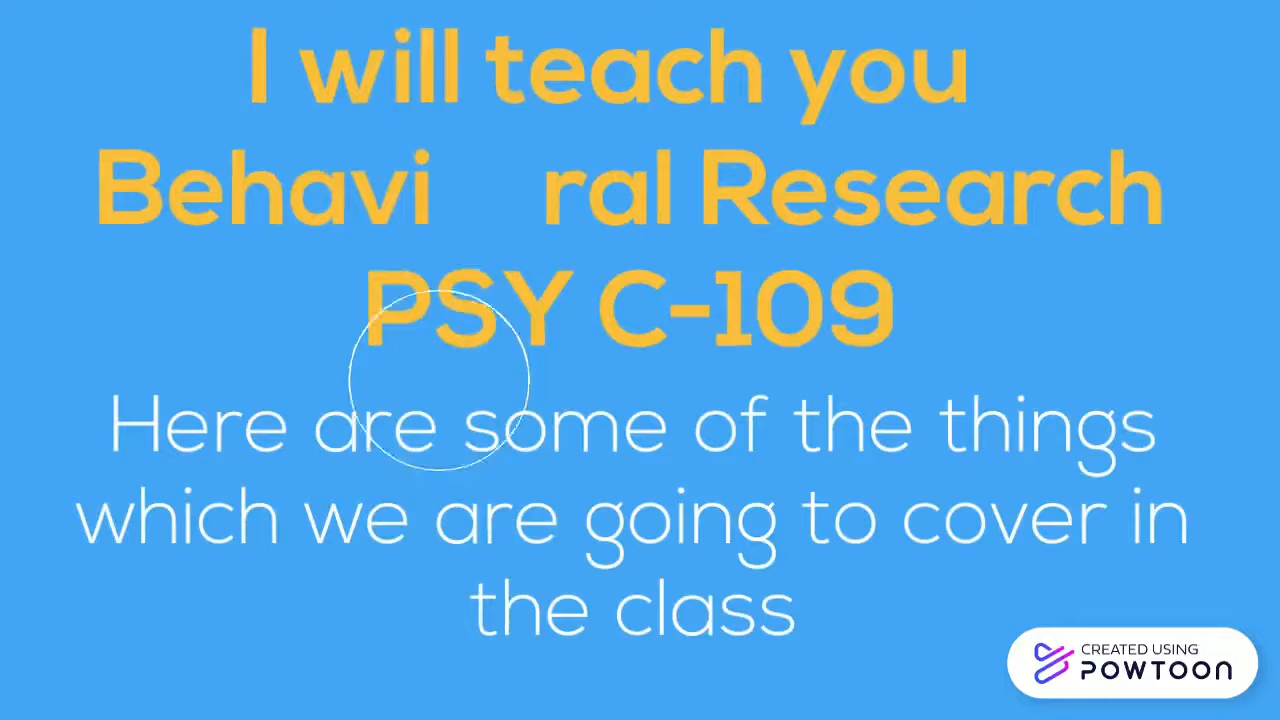 I will teach you
Behavi ral Research
PSY C-109
Here are some of the things
which we are going to cover in
the class
CREATED USING
POWTOON